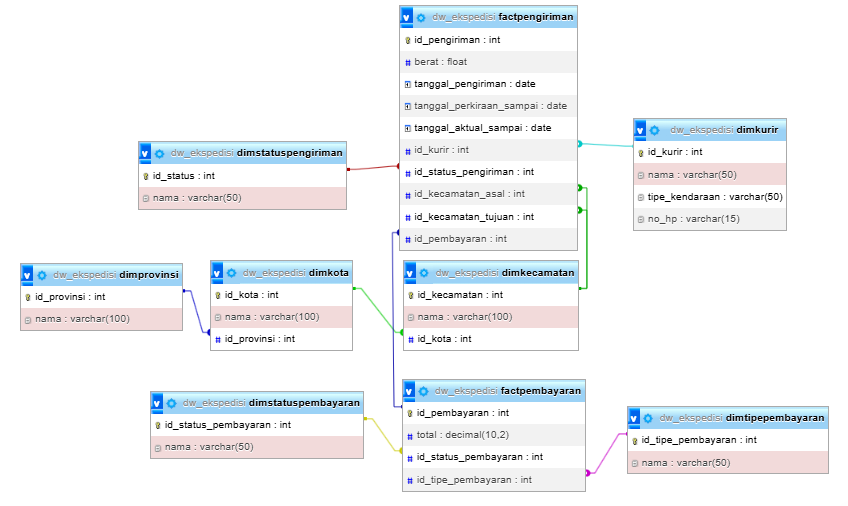 v dw_ekspedisi factpengiriman
id_pengiriman : int
# berat : float
tanggal_pengiriman : date
tanggal_perkiraan_sampai : date
tanggal_aktual_sampai : date
# id_kurir : int
# id_status_pengiriman : int
# id_kecamatan_asal : int
# id_kecamatan_tujuan : int
# id_pembayaran : int
v dw_ekspedisi dimkurir
id_kurir : int
nama : varchar(50)
tipe_kendaraan : varchar(50)
no_hp : varchar(15)
v dw_ekspedisi dimstatuspengiriman
id_status : int
nama : varchar(50)
v dw_ekspedisi dimprovinsi
id_provinsi : int
nama : varchar(100)
v dw_ekspedisi dimkota
id_kota : int
nama : varchar(100)
# id_provinsi : int
v dw_ekspedisi dimkecamatan
id_kecamatan : int
nama : varchar(100)
# id_kota : int
v dw_ekspedisi dimstatuspembayaran
id_status_pembayaran : int
nama : varchar(50)
v dw_ekspedisi factpembayaran
id_pembayaran : int
# total : decimal(10,2)
# id_status_pembayaran : int
# id_tipe_pembayaran : int
v dw_ekspedisi dimtipepembayaran
id_tipe_pembayaran : int
nama : varchar(50)